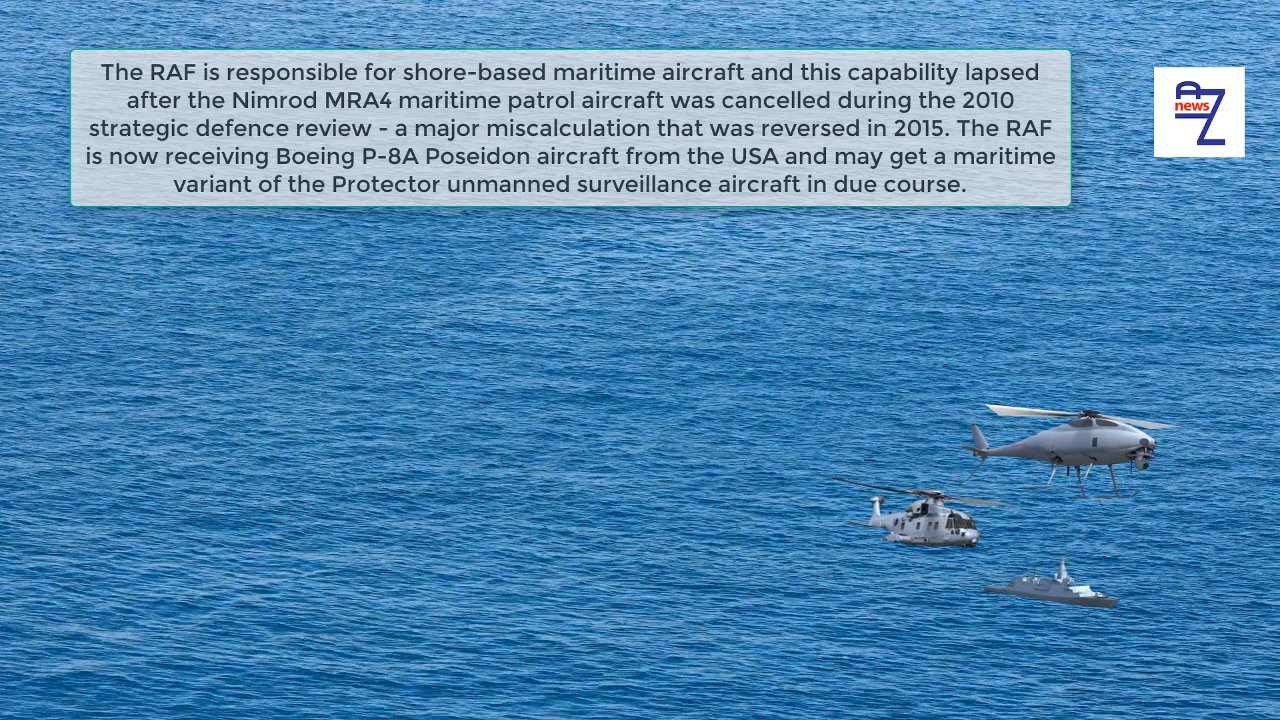 The RAF is responsible for shore-based maritime aircraft and this capability lapsed
after the Nimrod MRA4 maritime patrol aircraft was cancelled during the 2010
strategic defence review - a major miscalculation that was reversed in 2015. The RAF
is now receiving Boeing P-8A Poseidon aircraft from the USA and may get a maritime
variant of the Protector unmanned surveillance aircraft in due course.
A
news
Z